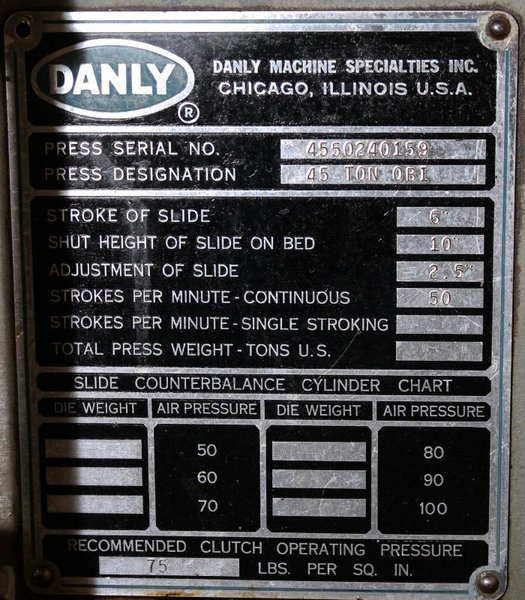 DANLY ®
DANLY MACHINE SPECIALTIES INC.
CHICAGO, ILLINOIS U.S.A.
PRESS SERIAL NO. 4550240159
PRESS DESIGNATION 45 TON OBI
STROKE OF SLIDE 6"
SHUT HEIGHT OF SLIDE ON BED 10"
ADJUSTMENT OF SLIDE 2.5"
STROKES PER MINUTE-CONTINUOUS 50
STROKES PER MINUTE-SINGLE STROKING
TOTAL PRESS WEIGHT-TONS U.S.
SLIDE COUNTERBALANCE CYLINDER CHART
DIE WEIGHT AIR PRESSURE DIE WEIGHT AIR PRESSURE
50 80
60 90
70 100
RECOMMENDED CLUTCH OPERATING PRESSURE
75 LBS. PER SQ. IN.